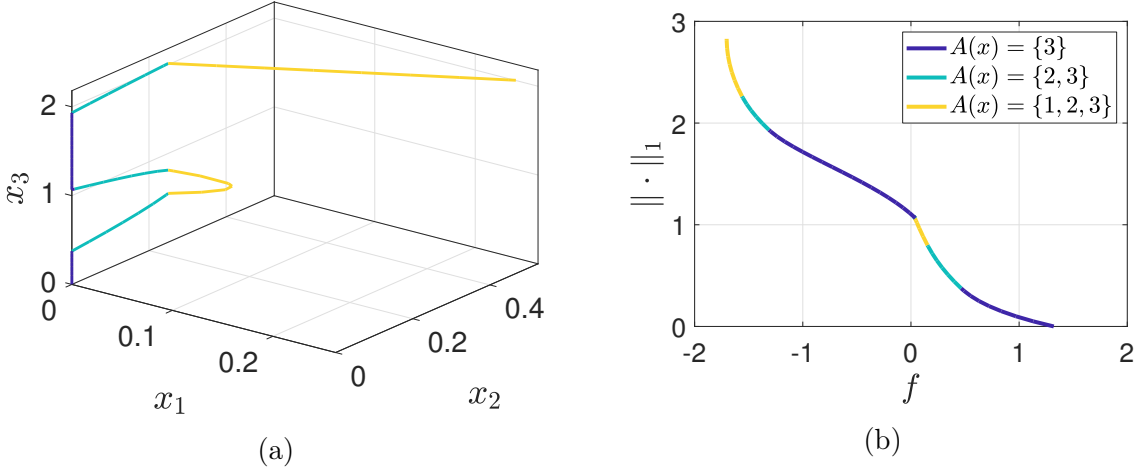 2
1
0
x₃
0
0.1
0.2
x₁
0
0.2
0.4
x₂
(a)
3
2
1
0
‖ · ‖₁
A(x) = {3}
A(x) = {2, 3}
A(x) = {1, 2, 3}
-2
-1
0
1
2
f
(b)